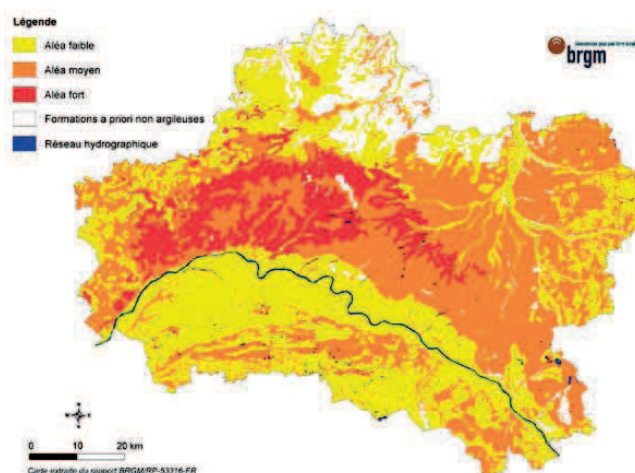 Légende
Aléa faible
Aléa moyen
Aléa fort
Formations a priori non argileuses
Réseau hydrographique
brgm
0 10 20 km
Carte extraite du rapport BRGM/RP-53316-FR